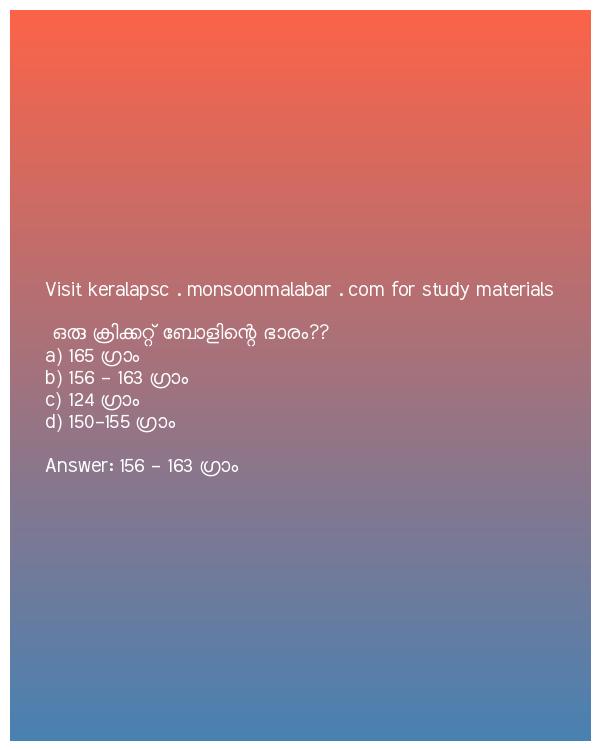 Visit keralapsc . monsoonmalabar . com for study materials
ഒരു ക്രിക്കറ്റ് ബോളിന്റെ ഭാരം??
a) 165 ഗ്രാം
b) 156 - 163 ഗ്രാം
c) 124 ഗ്രാം
d) 150-155 ഗ്രാം
Answer: 156 - 163 ഗ്രാം